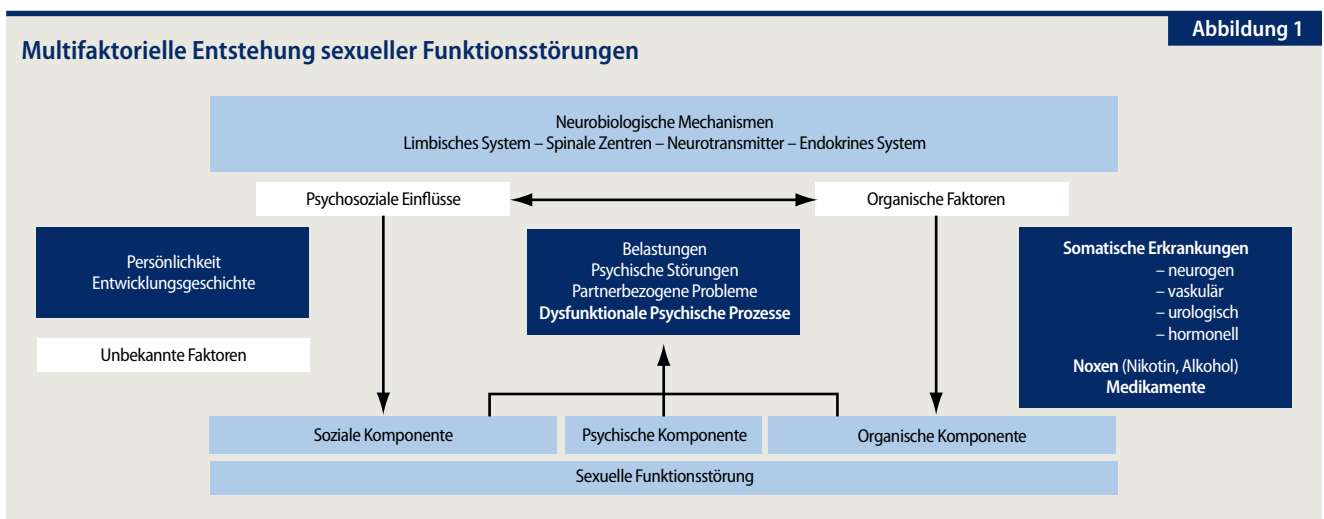 Abbildung 1
Multifaktorielle Entstehung sexueller Funktionsstörungen
Neurobiologische Mechanismen
Limbisches System – Spinale Zentren – Neurotransmitter – Endokrines System
Psychosoziale Einflüsse
Organische Faktoren
Persönlichkeit
Entwicklungsgeschichte
Unbekannte Faktoren
Belastungen
Psychische Störungen
Partnerbezogene Probleme
Dysfunktionale Psychische Prozesse
Somatische Erkrankungen
– neurogen
– vaskulär
– urologisch
– hormonell
Noxen (Nikotin, Alkohol)
Medikamente
Soziale Komponente
Psychische Komponente
Organische Komponente
Sexuelle Funktionsstörung